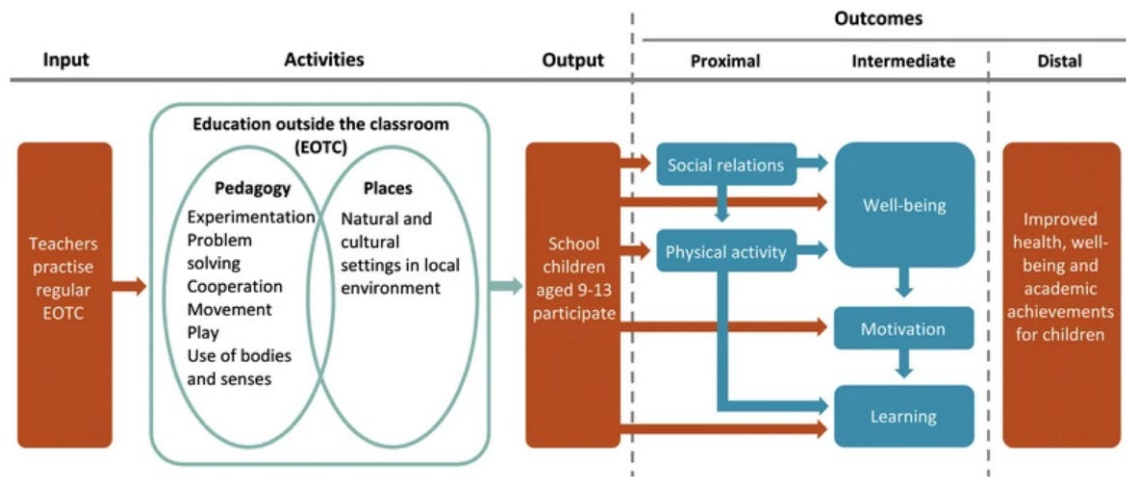 Outcomes
Input
Activities
Output
Proximal
Intermediate
Distal
Teachers
practise
regular
EOTC
Education outside the classroom
(EOTC)
Pedagogy
Experimentation
Problem
solving
Cooperation
Movement
Play
Use of bodies
and senses
Places
Natural and
cultural
settings in local
environment
School
children
aged 9-13
participate
Social relations
Physical activity
Well-being
Motivation
Learning
Improved
health, well-
being and
academic
achievements
for children